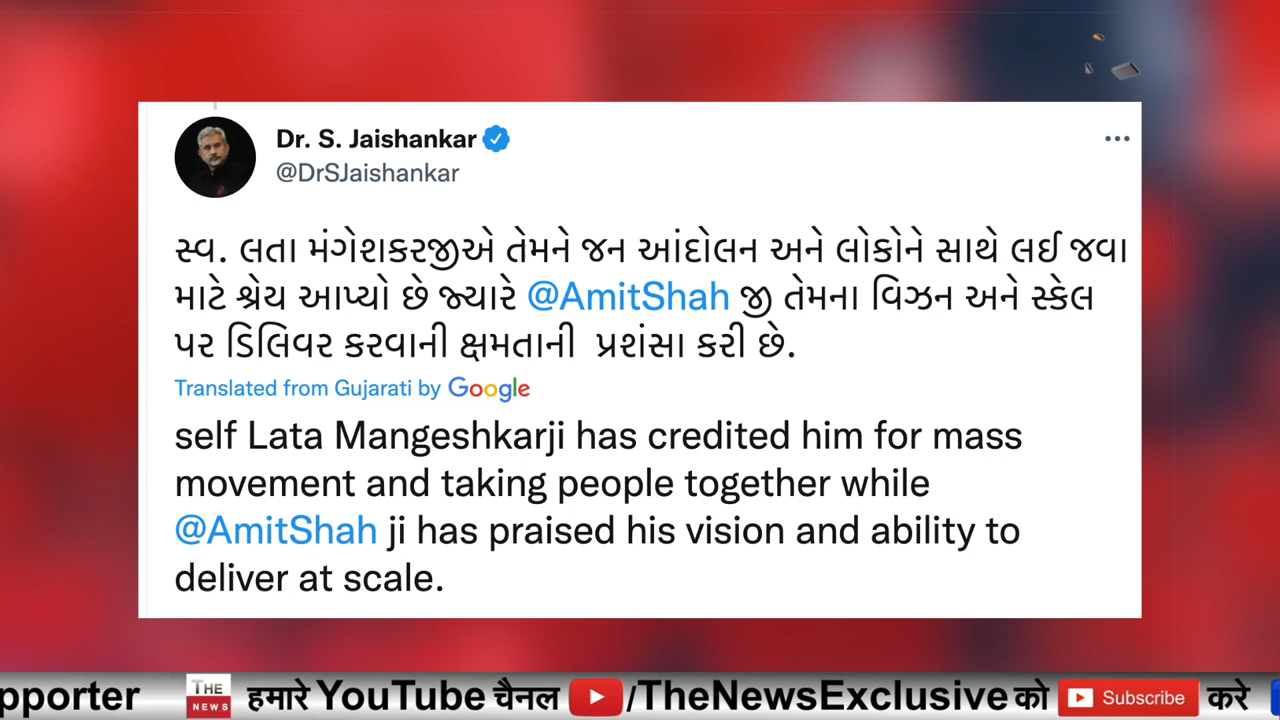 Dr. S. Jaishankar
@DrSJaishankar
સ્વ. લતા મંગેશકરજીએ તેમને જન આંદોલન અને લોકોને સાથે લઈ જવા
માટે શ્રેય આપ્યો છે જ્યારે @AmitShah જી તેમના વિઝન અને સ્કેલ
પર ડિલિવર કરવાની ક્ષમતાની પ્રશંસા કરી છે.
Translated from Gujarati by Google
self Lata Mangeshkarji has credited him for mass
movement and taking people together while
@AmitShah ji has praised his vision and ability to
deliver at scale.
pporter THE NEWS हमारे YouTube चैनल /TheNewsExclusive को Subscribe करे